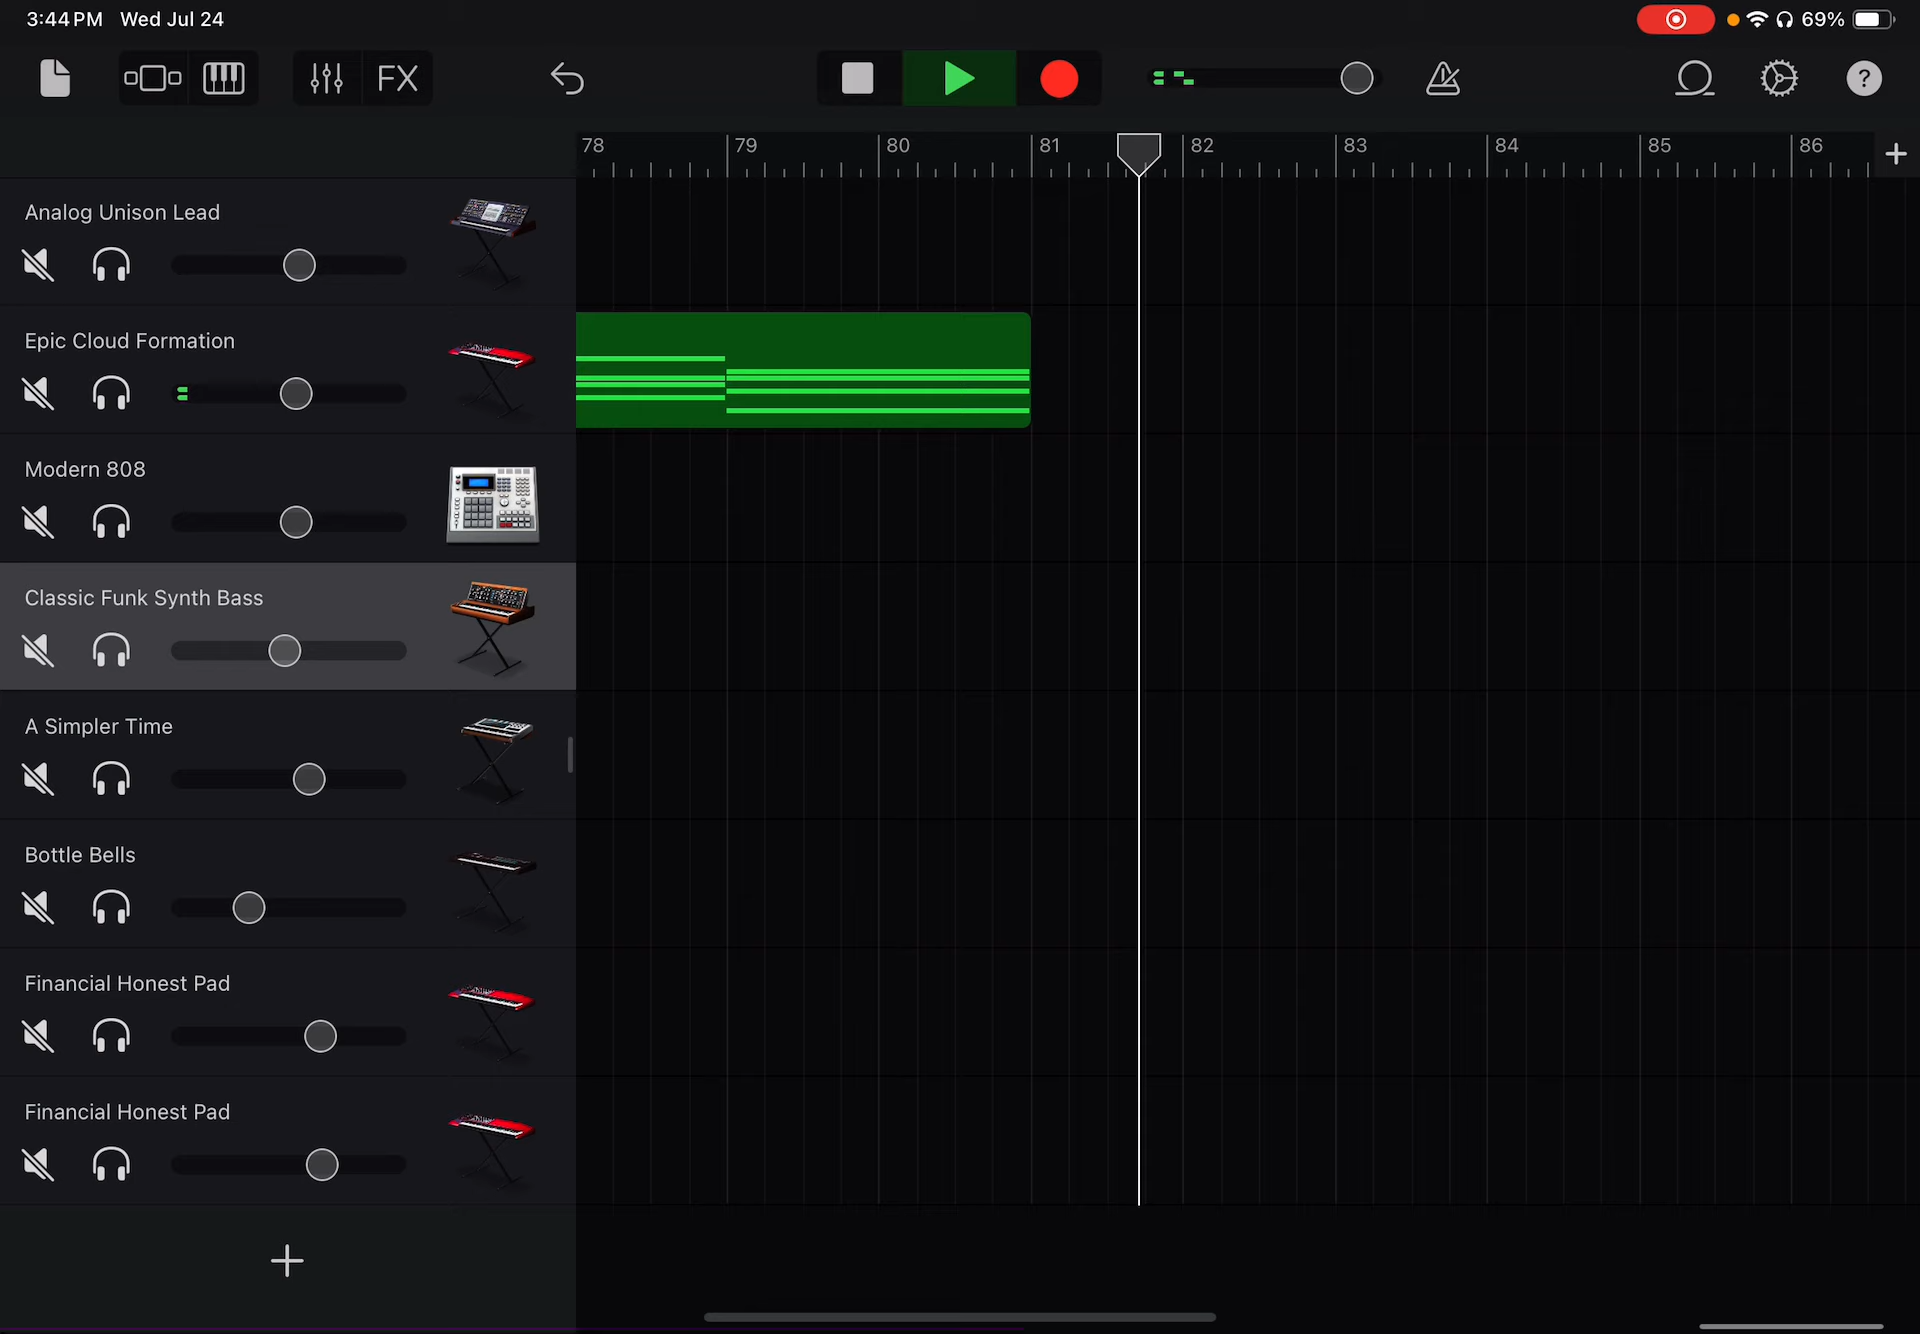 3:44 PM Wed Jul 24
69%
FX
?
78 79 80 81 82 83 84 85 86
Analog Unison Lead
Epic Cloud Formation
Modern 808
Classic Funk Synth Bass
A Simpler Time
Bottle Bells
Financial Honest Pad
Financial Honest Pad